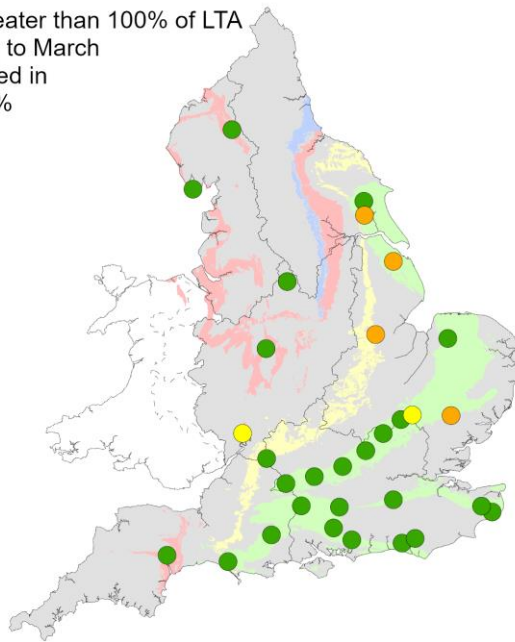 eater than 100% of LTA
to March
ed in
%